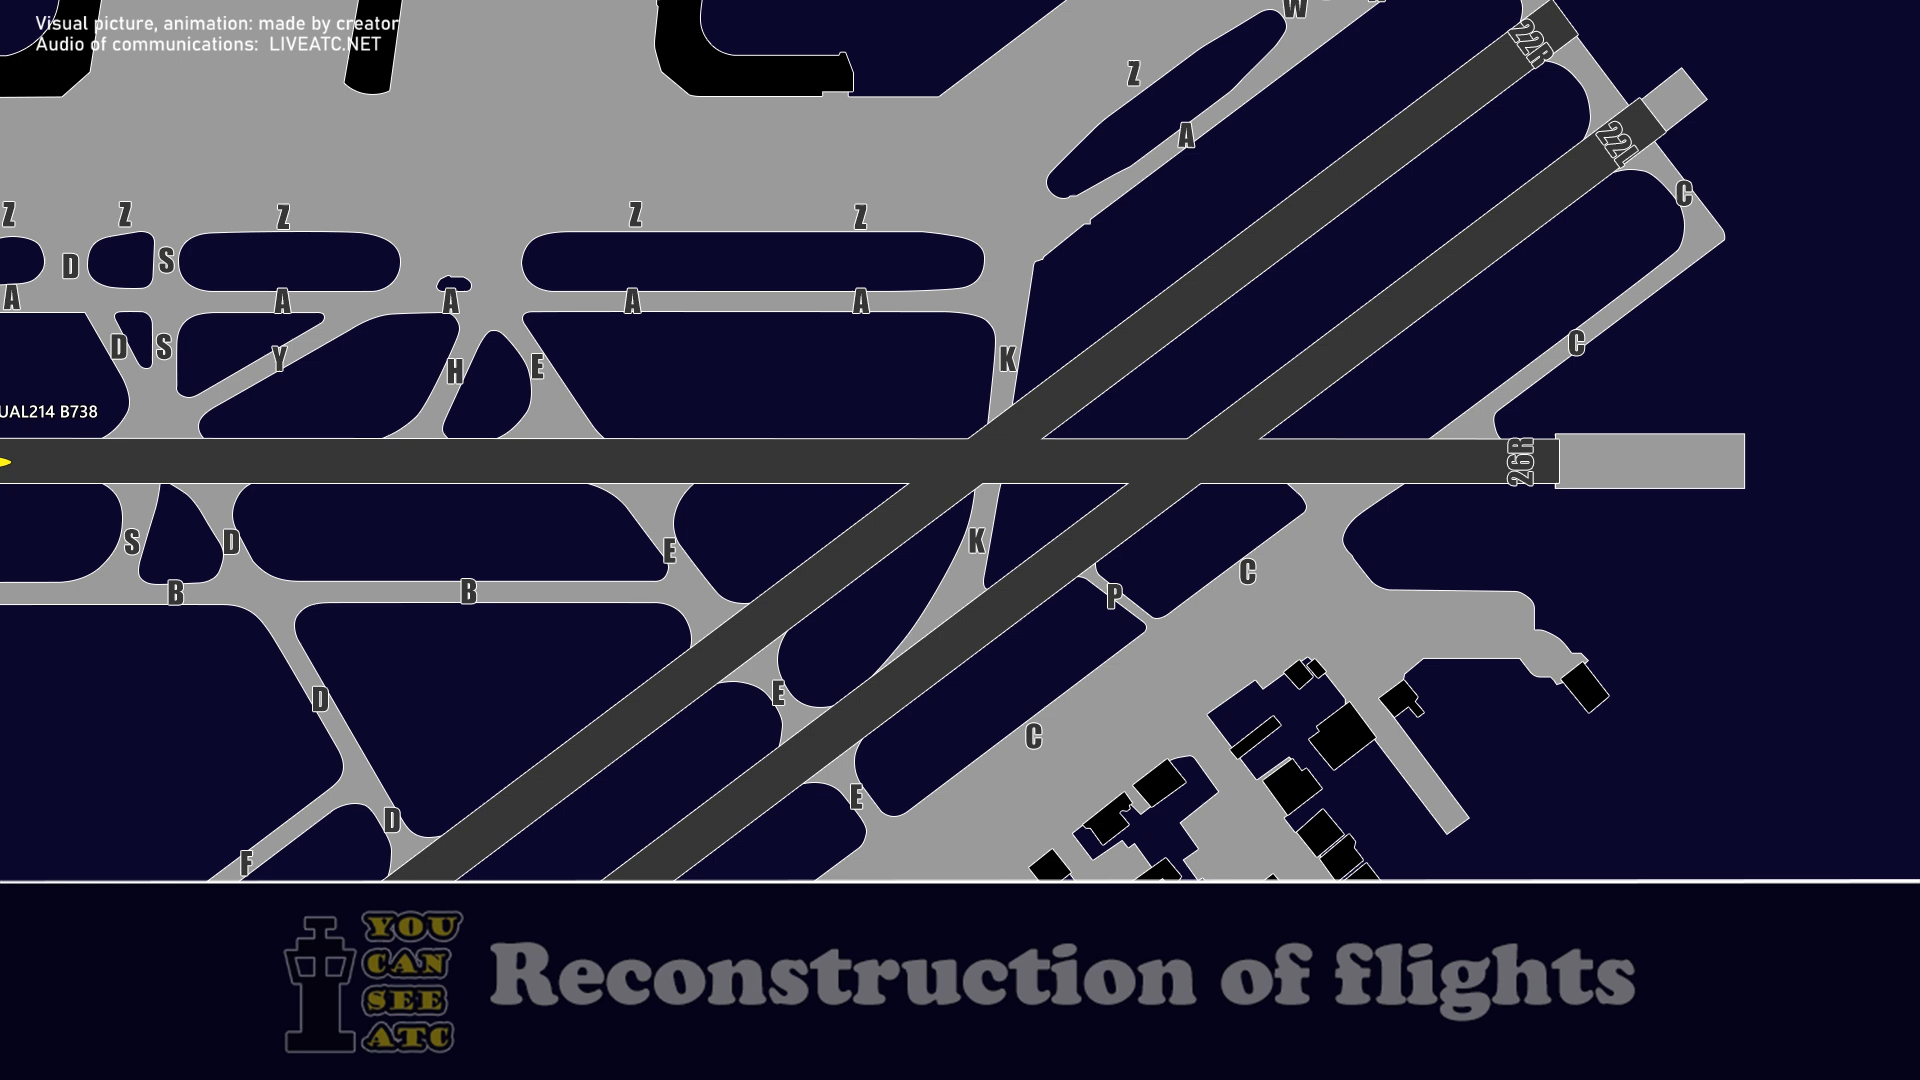 Visual picture, animation: made by creator
Audio of communications: LIVEATC.NET
W
22R
Z
22L
A
C
Z Z Z Z Z
D S
A A A A A
D S Y H E K
C
UAL214 B738
26R
S D E K
B B P C
D E
C
E
D
F
YOU
CAN
SEE
ATC
Reconstruction of flights